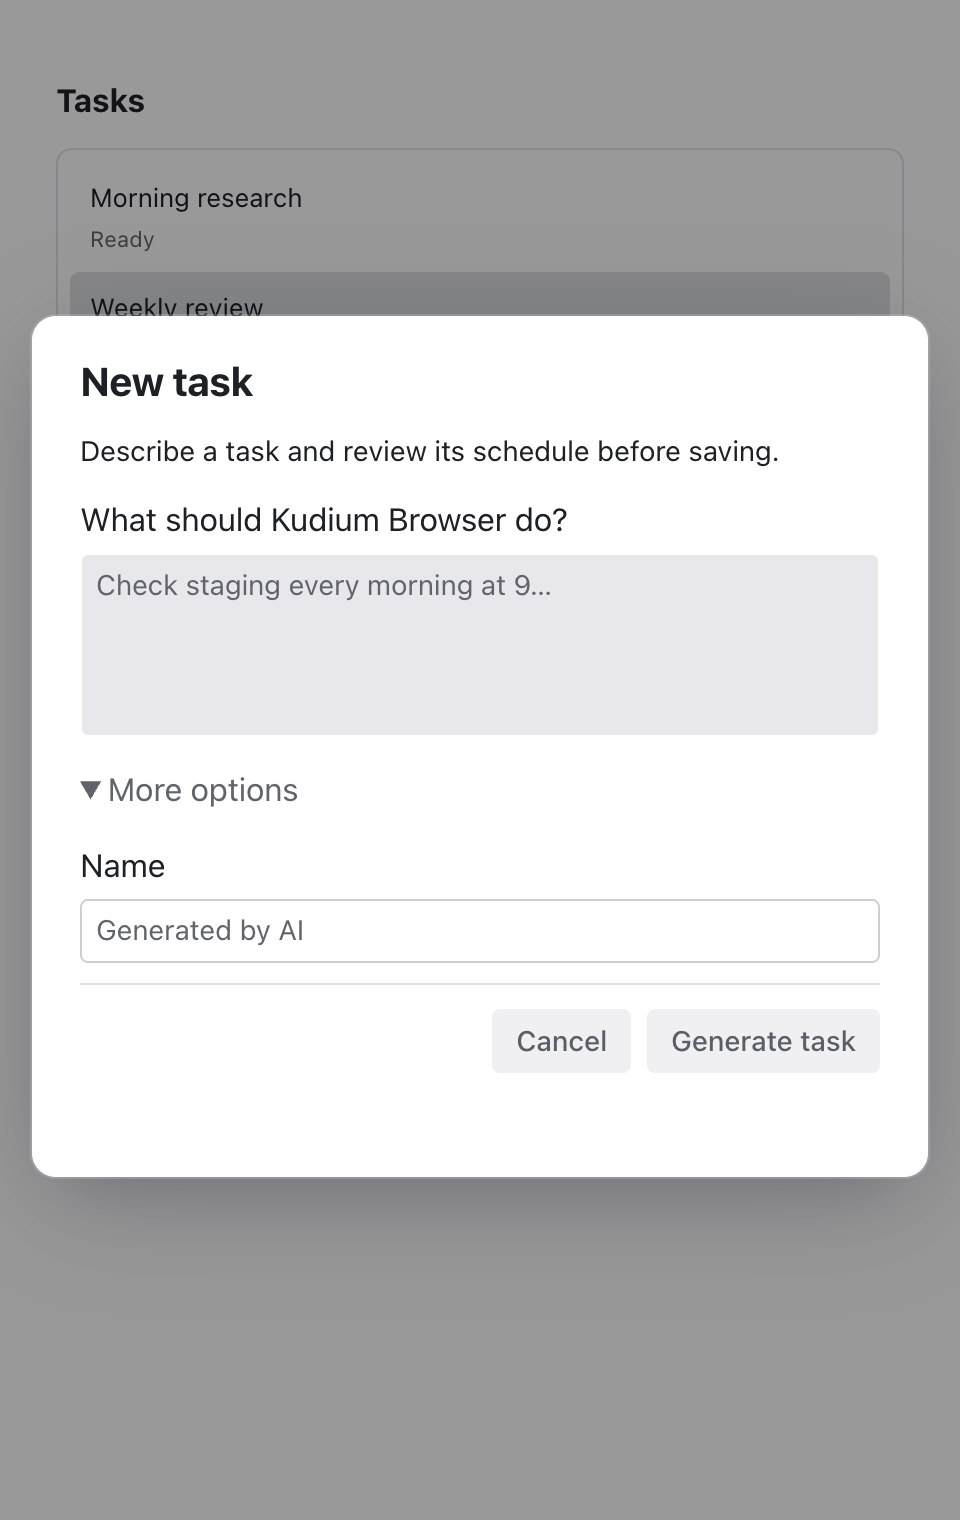 Tasks
Morning research
Ready
Weekly review
New task
Describe a task and review its schedule before saving.
What should Kudium Browser do?
Check staging every morning at 9...
More options
Name
Generated by AI
Cancel
Generate task